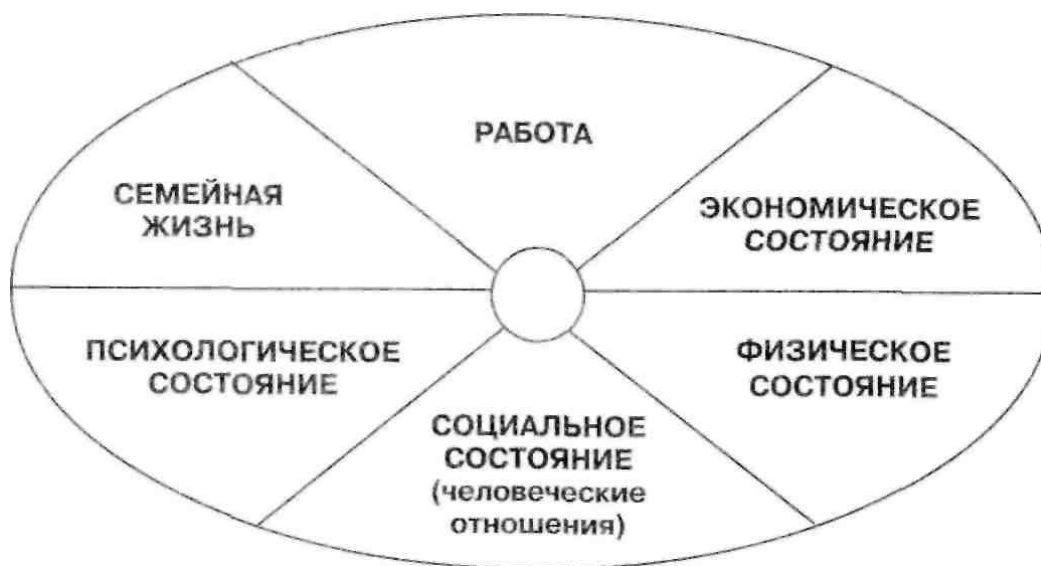 РАБОТА
СЕМЕЙНАЯ
ЖИЗНЬ
ЭКОНОМИЧЕСКОЕ
СОСТОЯНИЕ
ПСИХОЛОГИЧЕСКОЕ
СОСТОЯНИЕ
ФИЗИЧЕСКОЕ
СОСТОЯНИЕ
СОЦИАЛЬНОЕ
СОСТОЯНИЕ
(человеческие
отношения)